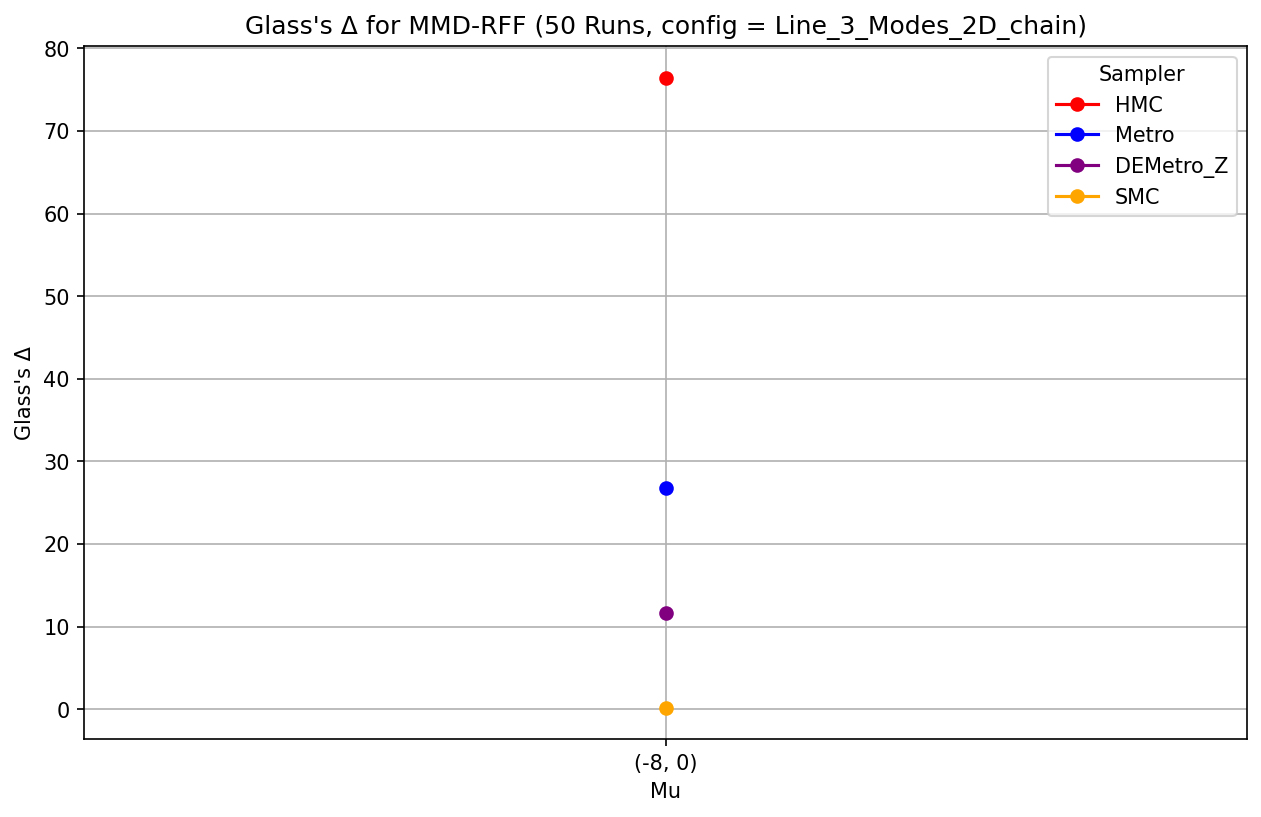 Glass's Δ for MMD-RFF (50 Runs, config = Line_3_Modes_2D_chain)
Sampler
HMC
Metro
DEMetro_Z
SMC
Glass's Δ
80
70
60
50
40
30
20
10
0
(-8, 0)
Mu